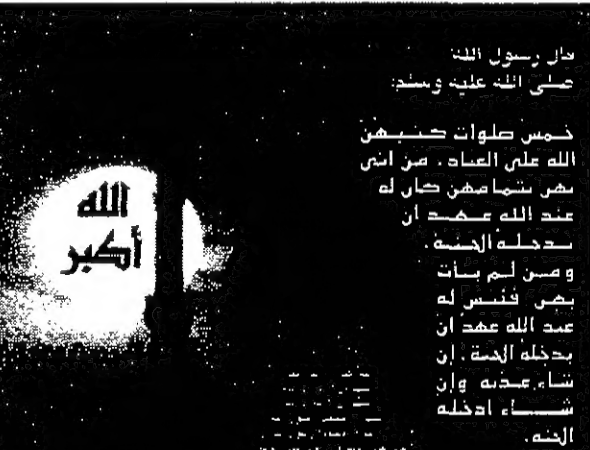 قال رسول الله
صلى الله عليه وسلم:
خمس صلوات كتبهن
الله على العباد. من أتى
بهن بتمامهن كان له
عند الله عهد أن
يدخله الجنة.
ومن لم يأت
بهن فليس له
عند الله عهد ان
يدخله الجنة. إن
شاء عذبه وإن
شاء ادخله
الجنة.
الله
أكبر